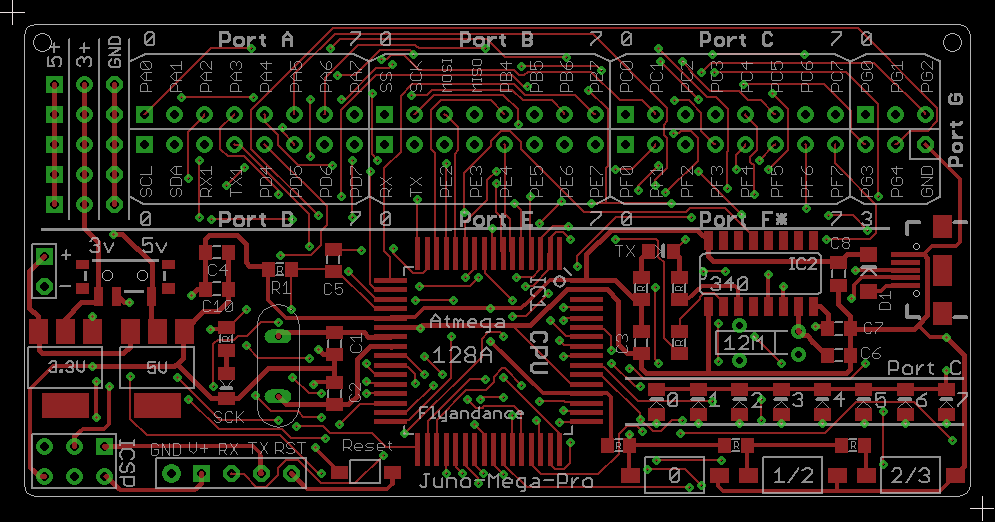 0 Port A 7 0 Port B 7 0 Port C 7 0
5+ 3+ GND
PA0 PA1 PA2 PA3 PA4 PA5 PA6 PA7 SS SCK MOSI MISO PB4 PB5 PB6 PB7 PC0 PC1 PC2 PC3 PC4 PC5 PC6 PC7 PG0 PG1 PG2
Port G
SCL SDA RX1 TX1 PD4 PD5 PD6 PD7 RX TX PE2 PE3 PE4 PE5 PE6 PE7 PF0 PF1 PF2 PF3 PF4 PF5 PF6 PF7 PG3 PG4 GND
0 Port D 7 0 Port E 7 0 Port F* 7 3
+ 3v 5v
-
TX
C8
IC2
C4 R R1 C5
340
IC1
R R
K
D1
C10
Atmega
CPU
12M
C7
R
C1
128A
C3
R R
C6
3.3V 5V
Port C
K
C2
0 1 2 3 4 5 6 7
SCK
Flyandance
ICSP
GND V+ RX TX RST
Reset
R R R
0 1/2 2/3
Juno-Mega-Pro